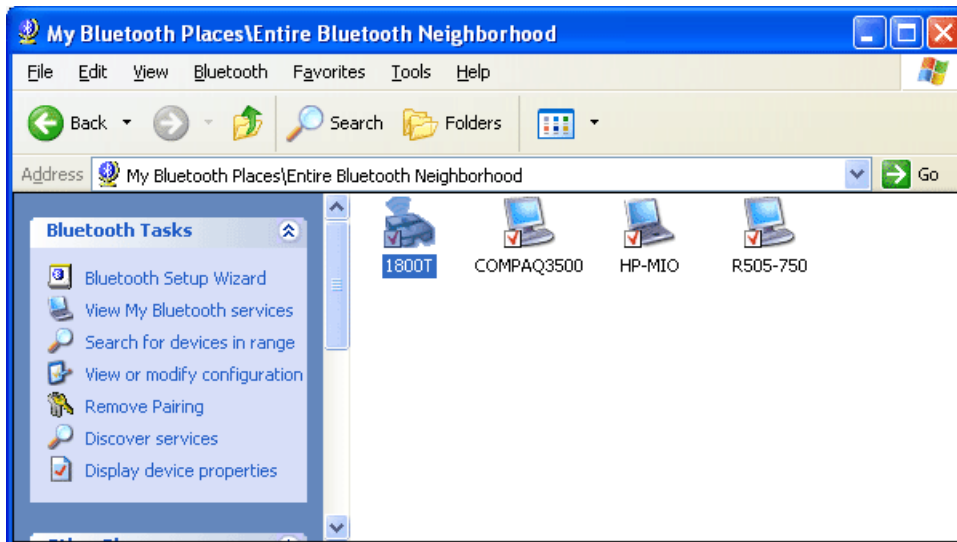 My Bluetooth Places\Entire Bluetooth Neighborhood
File Edit View Bluetooth Favorites Tools Help
Back Search Folders
Address My Bluetooth Places\Entire Bluetooth Neighborhood Go
Bluetooth Tasks
Bluetooth Setup Wizard
View My Bluetooth services
Search for devices in range
View or modify configuration
Remove Pairing
Discover services
Display device properties
1800T COMPAQ3500 HP-MIO R505-750